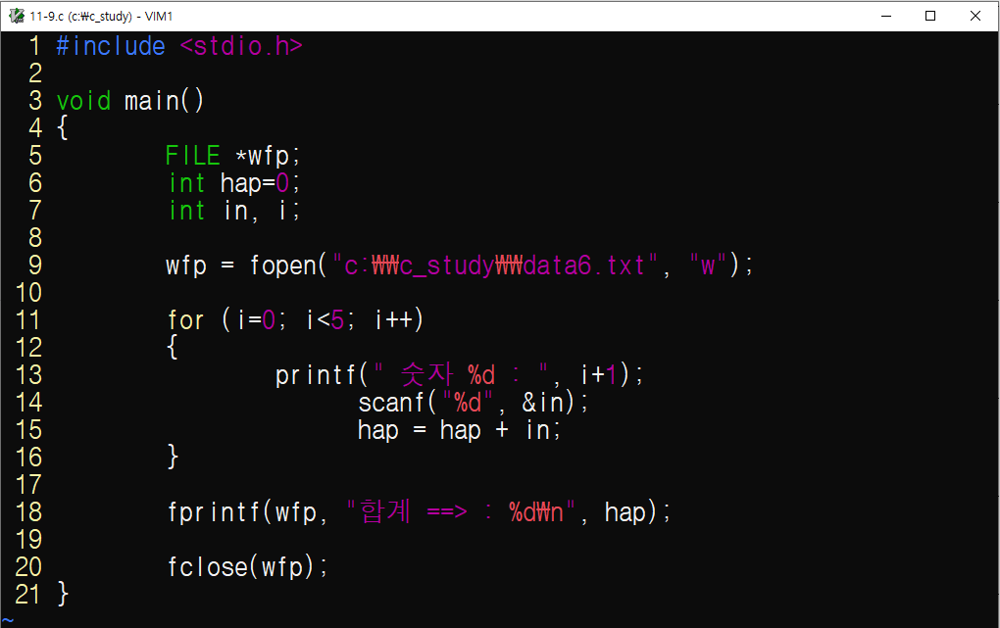 11-9.c (c:₩c_study) - VIM1
1 #include <stdio.h>
2
3 void main()
4 {
5 FILE *wfp;
6 int hap=0;
7 int in, i;
8
9 wfp = fopen("c:₩₩c_study₩₩data6.txt", "w");
10
11 for (i=0; i<5; i++)
12 {
13 printf(" 숫자 %d : ", i+1);
14 scanf("%d", &in);
15 hap = hap + in;
16 }
17
18 fprintf(wfp, "합계 ==> : %d₩n", hap);
19
20 fclose(wfp);
21 }
~